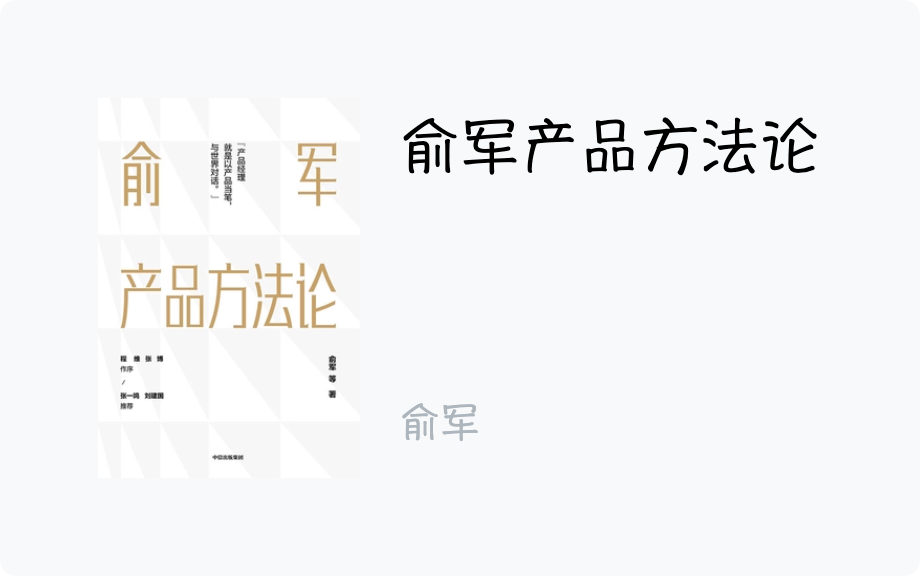 俞军
「产品经理
就是以产品当笔，
与世界对话。」
产品方法论
程 维 张 博
作序
/
张一鸣 刘建国
推荐
俞军 等 著
中信出版集团
俞军产品方法论
俞军